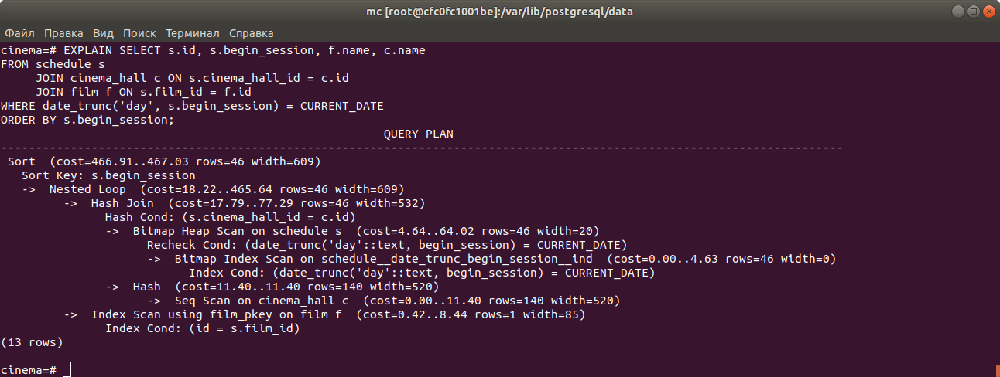 mc [root@cfc0fc1001be]:/var/lib/postgresql/data
Файл Правка Вид Поиск Терминал Справка
cinema=# EXPLAIN SELECT s.id, s.begin_session, f.name, c.name
FROM schedule s
     JOIN cinema_hall c ON s.cinema_hall_id = c.id
     JOIN film f ON s.film_id = f.id
WHERE date_trunc('day', s.begin_session) = CURRENT_DATE
ORDER BY s.begin_session;
                                                       QUERY PLAN
-------------------------------------------------------------------------------------------------------------------------
 Sort  (cost=466.91..467.03 rows=46 width=609)
   Sort Key: s.begin_session
   ->  Nested Loop  (cost=18.22..465.64 rows=46 width=609)
         ->  Hash Join  (cost=17.79..77.29 rows=46 width=532)
               Hash Cond: (s.cinema_hall_id = c.id)
               ->  Bitmap Heap Scan on schedule s  (cost=4.64..64.02 rows=46 width=20)
                     Recheck Cond: (date_trunc('day'::text, begin_session) = CURRENT_DATE)
                     ->  Bitmap Index Scan on schedule__date_trunc_begin_session__ind  (cost=0.00..4.63 rows=46 width=0)
                           Index Cond: (date_trunc('day'::text, begin_session) = CURRENT_DATE)
               ->  Hash  (cost=11.40..11.40 rows=140 width=520)
                     ->  Seq Scan on cinema_hall c  (cost=0.00..11.40 rows=140 width=520)
         ->  Index Scan using film_pkey on film f  (cost=0.42..8.44 rows=1 width=85)
               Index Cond: (id = s.film_id)
(13 rows)
cinema=#